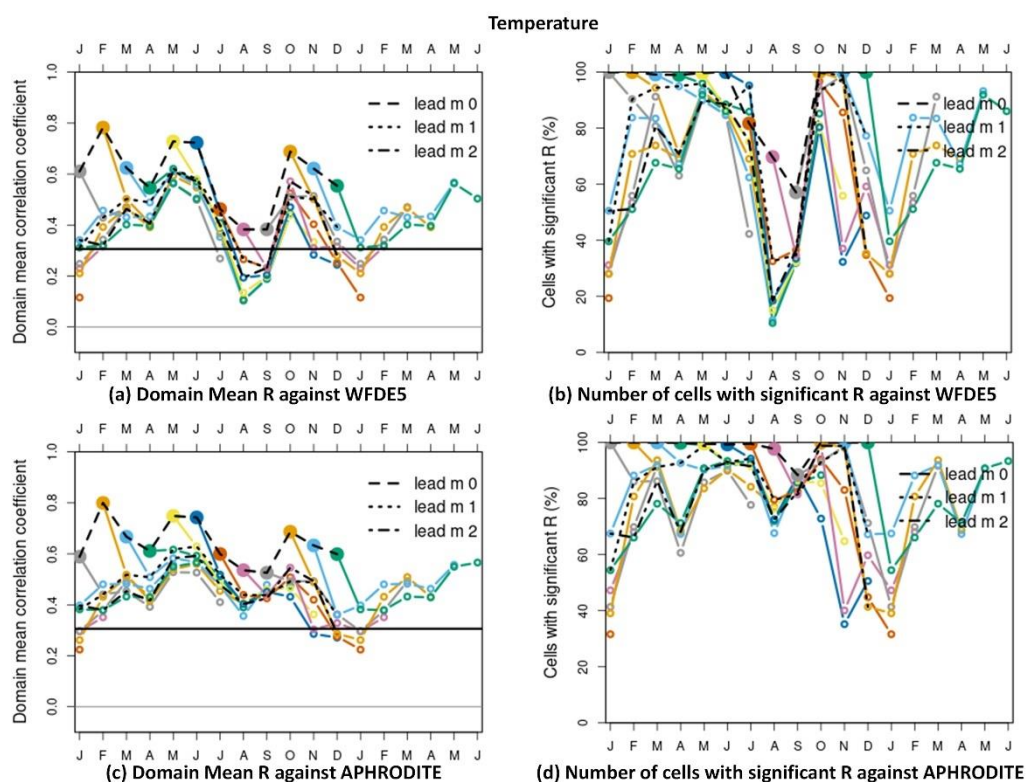 Temperature
J F M A M J J A S O N D J F M A M J
J F M A M J J A S O N D J F M A M J
Domain mean correlation coefficient
1.0
0.8
0.6
0.4
0.2
0.0
lead m 0
lead m 1
lead m 2
J F M A M J J A S O N D J F M A M J
(a) Domain Mean R against WFDE5
Cells with significant R (%)
100
80
60
40
20
0
lead m 0
lead m 1
lead m 2
J F M A M J J A S O N D J F M A M J
(b) Number of cells with significant R against WFDE5
J F M A M J J A S O N D J F M A M J
J F M A M J J A S O N D J F M A M J
Domain mean correlation coefficient
1.0
0.8
0.6
0.4
0.2
0.0
lead m 0
lead m 1
lead m 2
J F M A M J J A S O N D J F M A M J
(c) Domain Mean R against APHRODITE
Cells with significant R (%)
100
80
60
40
20
0
lead m 0
lead m 1
lead m 2
J F M A M J J A S O N D J F M A M J
(d) Number of cells with significant R against APHRODITE